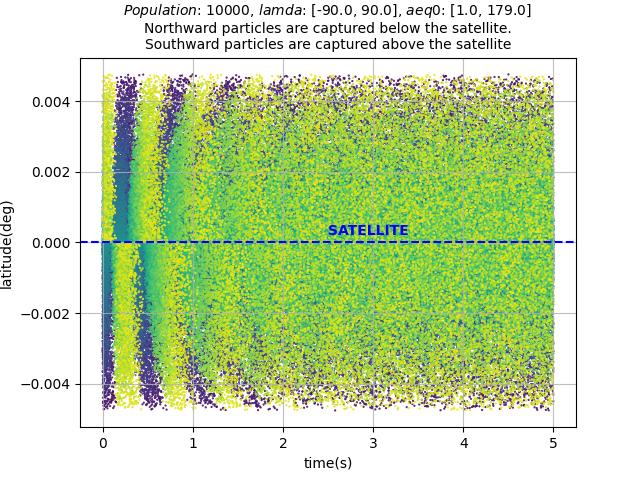 Population: 10000, lamda: [-90.0, 90.0], aeq0: [1.0, 179.0]
Northward particles are captured below the satellite.
Southward particles are captured above the satellite
0.004
0.002
0.000
−0.002
−0.004
latitude(deg)
SATELLITE
0 1 2 3 4 5
time(s)